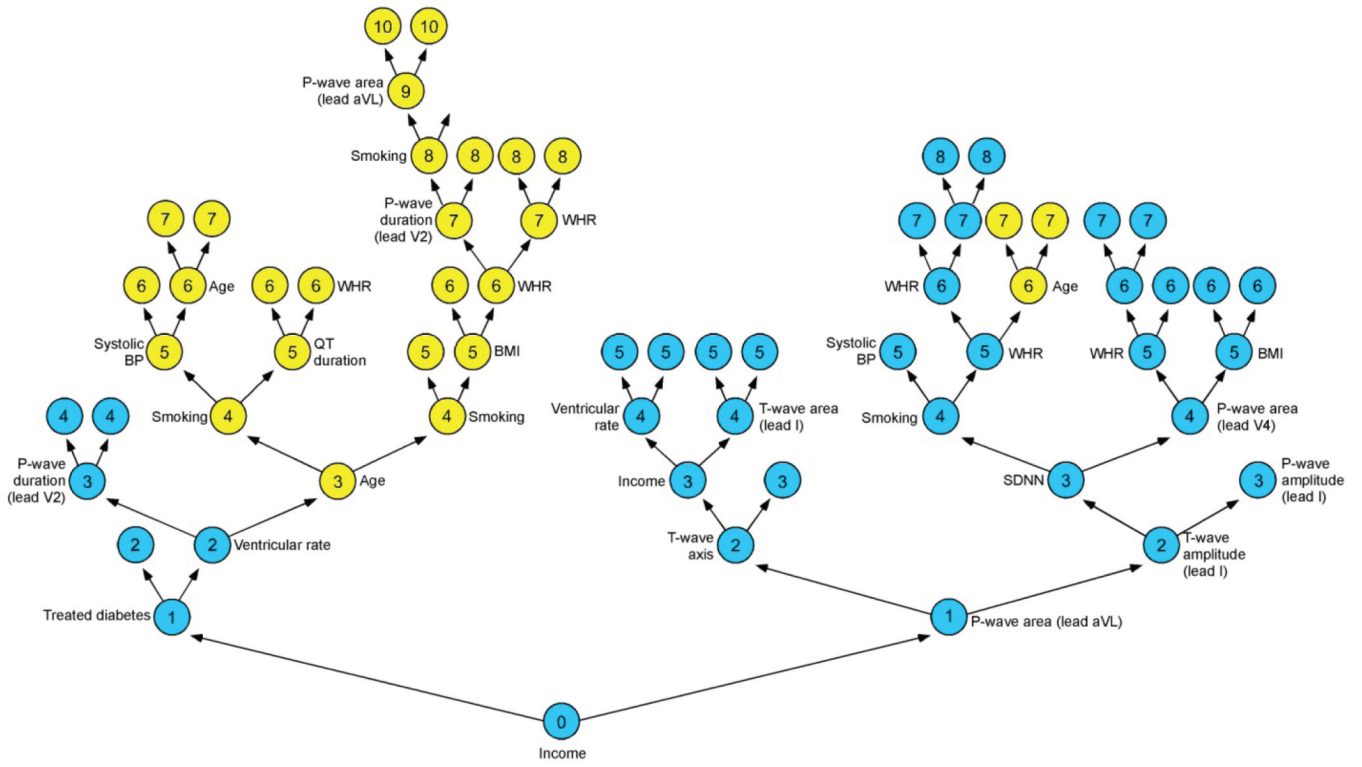 10 10
P-wave area
(lead aVL)
9
Smoking
8 8 8 8
8 8
P-wave
duration
(lead V2)
7
7
WHR
7 7
7 7 7 7
7 7
6 6
Age
6 6
WHR
6 6
WHR
WHR
6
6
Age
6 6 6 6
Systolic
BP
5
5
QT
duration
5 5
BMI
5 5 5 5
Systolic
BP
5
5
WHR
WHR
5
5
BMI
4 4
Smoking
4
4
Smoking
Ventricular
rate
4
4
T-wave area
(lead I)
Smoking
4
4
P-wave area
(lead V4)
P-wave
duration
(lead V2)
3
3
Age
Income
3
3
SDNN
3
3
P-wave
amplitude
(lead I)
2
2
Ventricular rate
T-wave
axis
2
2
T-wave
amplitude
(lead I)
Treated diabetes
1
1
P-wave area (lead aVL)
0
Income